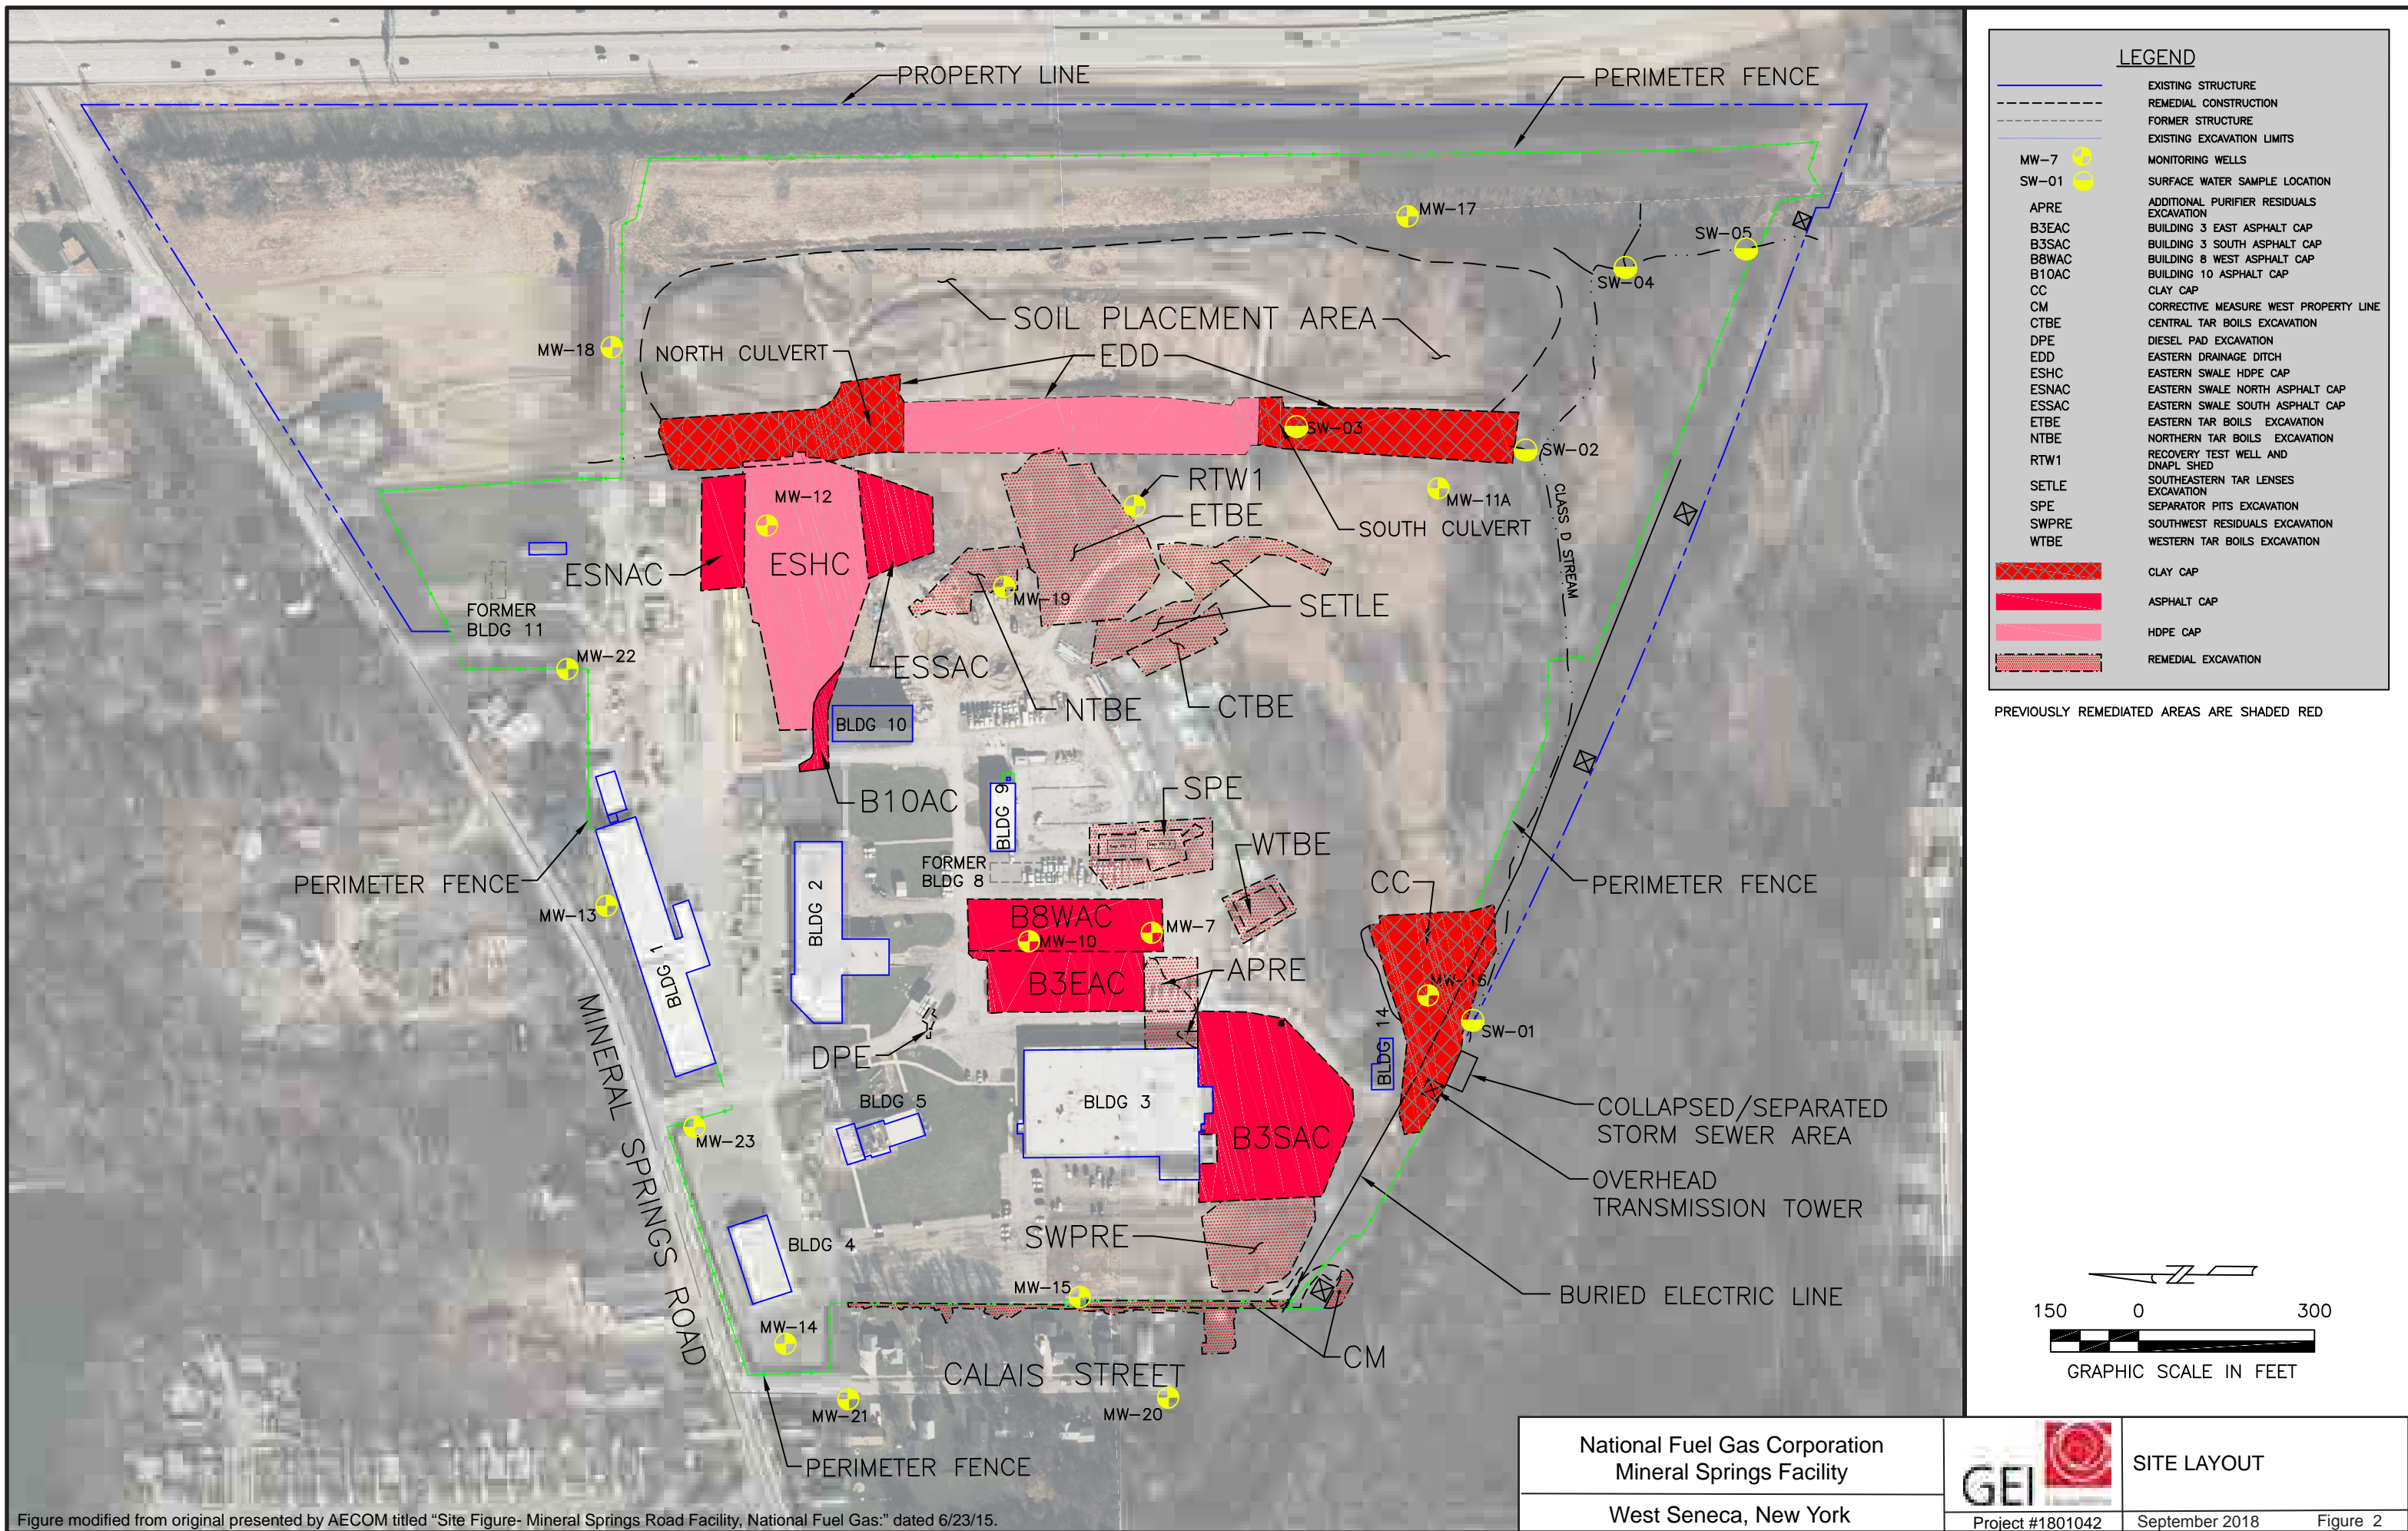 PROPERTY LINE
PERIMETER FENCE
MW-17
SW-05
SW-04
SOIL PLACEMENT AREA
MW-18
NORTH CULVERT
EDD
SW-03
SW-02
RTW1
MW-12
MW-11A
ETBE
SOUTH CULVERT
CLASS D STREAM
ESNAC
ESHC
MW-19
SETLE
FORMER
BLDG 11
MW-22
ESSAC
NTBE
CTBE
BLDG 10
B10AC
BLDG 9
SPE
WTBE
FORMER
BLDG 8
PERIMETER FENCE
CC
PERIMETER FENCE
MW-13
BLDG 1
BLDG 2
B8WAC
MW-10
MW-7
B3EAC
APRE
MW-16
SW-01
BLDG 14
DPE
BLDG 5
BLDG 3
MW-23
B3SAC
COLLAPSED/SEPARATED
STORM SEWER AREA
OVERHEAD
TRANSMISSION TOWER
MINERAL SPRINGS ROAD
BLDG 4
SWPRE
MW-15
BURIED ELECTRIC LINE
MW-14
CM
CALAIS STREET
MW-21
MW-20
PERIMETER FENCE
Figure modified from original presented by AECOM titled “Site Figure- Mineral Springs Road Facility, National Fuel Gas:” dated 6/23/15.
LEGEND
EXISTING STRUCTURE
REMEDIAL CONSTRUCTION
FORMER STRUCTURE
EXISTING EXCAVATION LIMITS
MW-7 MONITORING WELLS
SW-01 SURFACE WATER SAMPLE LOCATION
APRE ADDITIONAL PURIFIER RESIDUALS
EXCAVATION
B3EAC BUILDING 3 EAST ASPHALT CAP
B3SAC BUILDING 3 SOUTH ASPHALT CAP
B8WAC BUILDING 8 WEST ASPHALT CAP
B10AC BUILDING 10 ASPHALT CAP
CC CLAY CAP
CM CORRECTIVE MEASURE WEST PROPERTY LINE
CTBE CENTRAL TAR BOILS EXCAVATION
DPE DIESEL PAD EXCAVATION
EDD EASTERN DRAINAGE DITCH
ESHC EASTERN SWALE HDPE CAP
ESNAC EASTERN SWALE NORTH ASPHALT CAP
ESSAC EASTERN SWALE SOUTH ASPHALT CAP
ETBE EASTERN TAR BOILS EXCAVATION
NTBE NORTHERN TAR BOILS EXCAVATION
RTW1 RECOVERY TEST WELL AND
DNAPL SHED
SETLE SOUTHEASTERN TAR LENSES
EXCAVATION
SPE SEPARATOR PITS EXCAVATION
SWPRE SOUTHWEST RESIDUALS EXCAVATION
WTBE WESTERN TAR BOILS EXCAVATION
CLAY CAP
ASPHALT CAP
HDPE CAP
REMEDIAL EXCAVATION
PREVIOUSLY REMEDIATED AREAS ARE SHADED RED
150 0 300
GRAPHIC SCALE IN FEET
National Fuel Gas Corporation
Mineral Springs Facility
West Seneca, New York
GEI
Project #1801042
SITE LAYOUT
September 2018 Figure 2